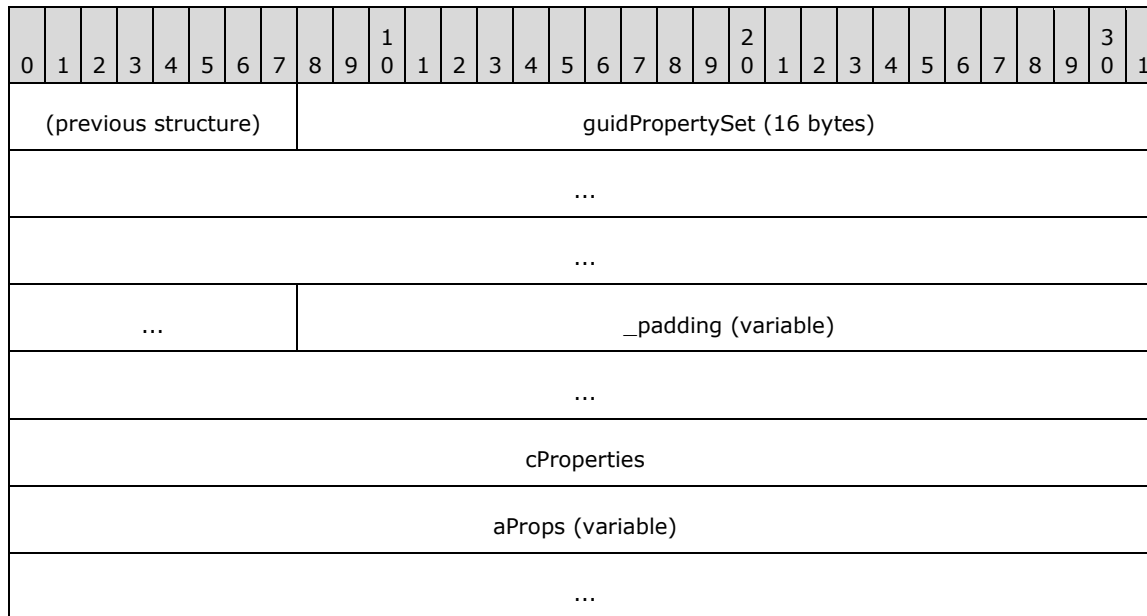 1 2 3
0 1 2 3 4 5 6 7 8 9 0 1 2 3 4 5 6 7 8 9 0 1 2 3 4 5 6 7 8 9 0 1
(previous structure) guidPropertySet (16 bytes)
...
...
... _padding (variable)
...
cProperties
aProps (variable)
...